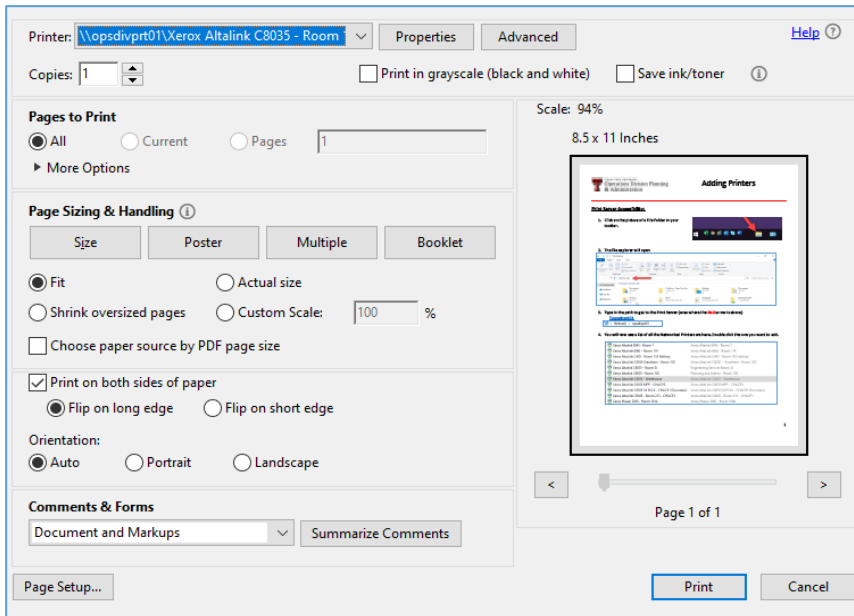 Printer: \\opsdivprt01\Xerox Altalink C8035 - Room
Properties
Advanced
Help
Copies: 1
Print in grayscale (black and white)
Save ink/toner
Pages to Print
Scale: 94%
All
Current
Pages
1
8.5 x 11 Inches
More Options
Page Sizing & Handling
Size
Poster
Multiple
Booklet
Fit
Actual size
Shrink oversized pages
Custom Scale:
100
%
Choose paper source by PDF page size
Print on both sides of paper
Flip on long edge
Flip on short edge
Orientation:
Auto
Portrait
Landscape
Operations Division Planning
& Administration
Adding Printers
<
>
Page 1 of 1
Comments & Forms
Document and Markups
Summarize Comments
Page Setup...
Print
Cancel